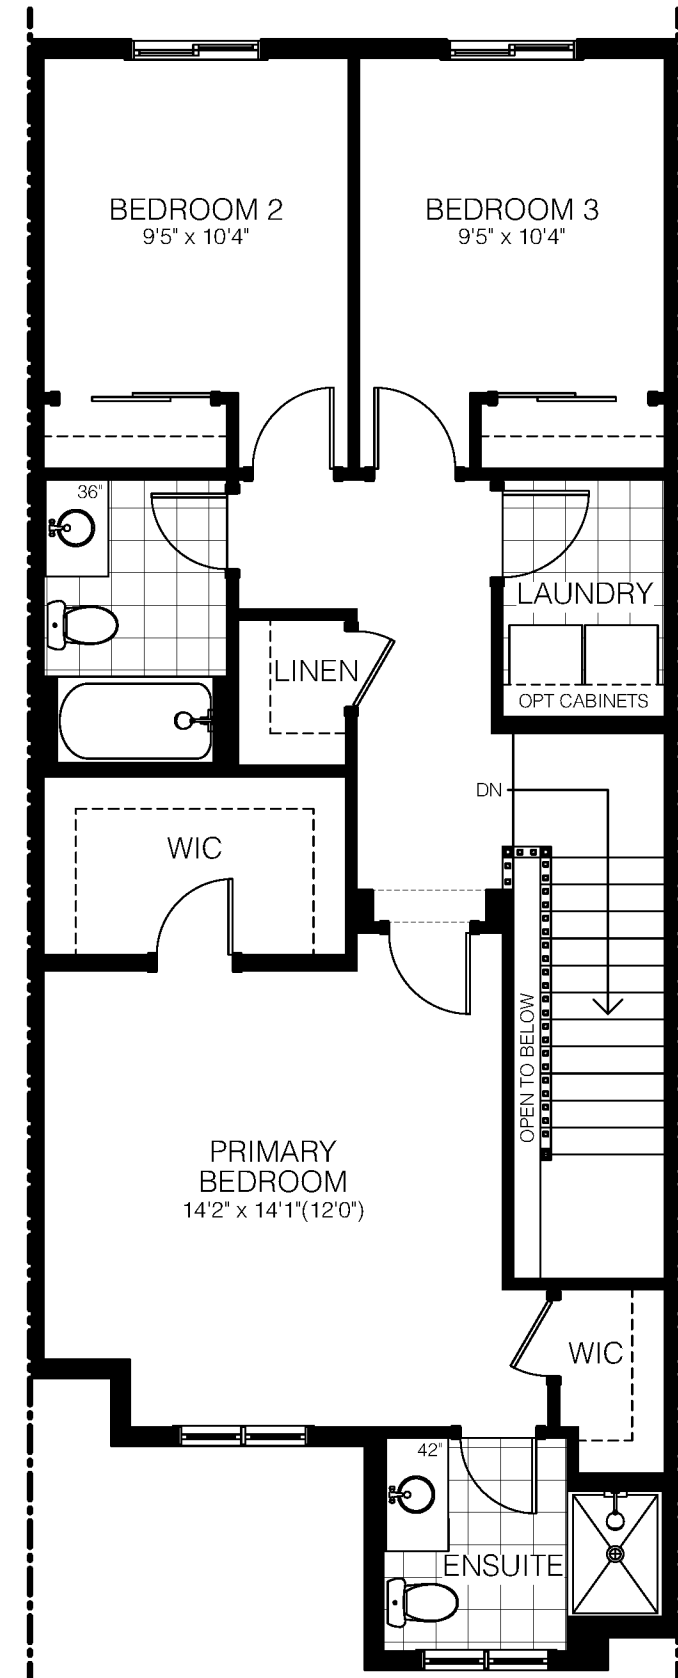 BEDROOM 2
9'5" x 10'4"
BEDROOM 3
9'5" x 10'4"
36"
LAUNDRY
OPT CABINETS
LINEN
DN
WIC
OPEN TO BELOW
PRIMARY
BEDROOM
14'2" x 14'1"(12'0")
WIC
42"
ENSUITE